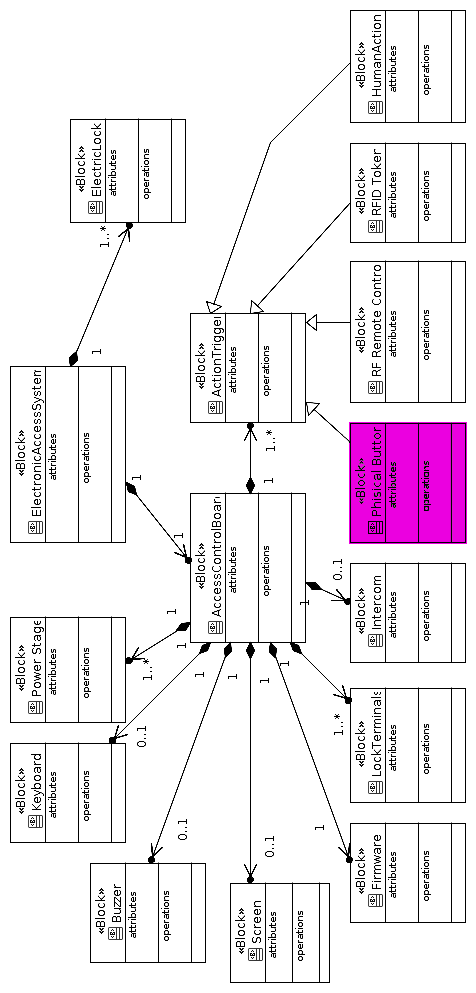 «Block»
Keyboard
attributes
operations
«Block»
Power Stage
attributes
operations
«Block»
ElectronicAccessSystem
attributes
operations
«Block»
ElectricLock
attributes
operations
1
1..*
1
1
«Block»
Buzzer
attributes
operations
0..1
1
1..*
1
0..1
1
1
«Block»
AccessControlBoar
attributes
operations
«Block»
ActionTrigger
attributes
operations
1
1..*
«Block»
Screen
attributes
operations
0..1
1
1
1
1..*
1
0..1
«Block»
Firmware
attributes
operations
«Block»
LockTerminals
attributes
operations
«Block»
Intercom
attributes
operations
«Block»
Phisical Buttor
attributes
operations
«Block»
RF Remote Contro
attributes
operations
«Block»
RFID Toker
attributes
operations
«Block»
HumanAction
attributes
operations